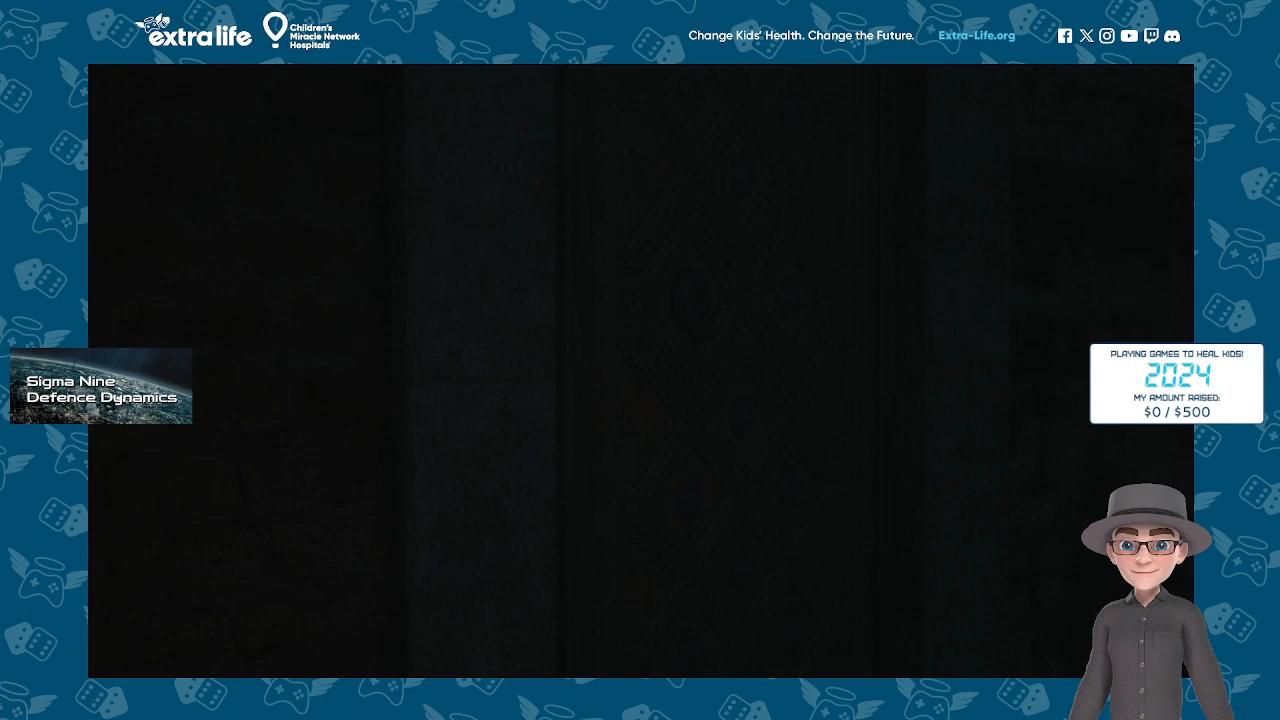 extra life
Children's
Miracle Network
Hospitals
Change Kids' Health. Change the Future.
Extra-Life.org
Sigma Nine
Defence Dynamics
PLAYING GAMES TO HEAL KIDS!
2024
MY AMOUNT RAISED:
$0 / $500